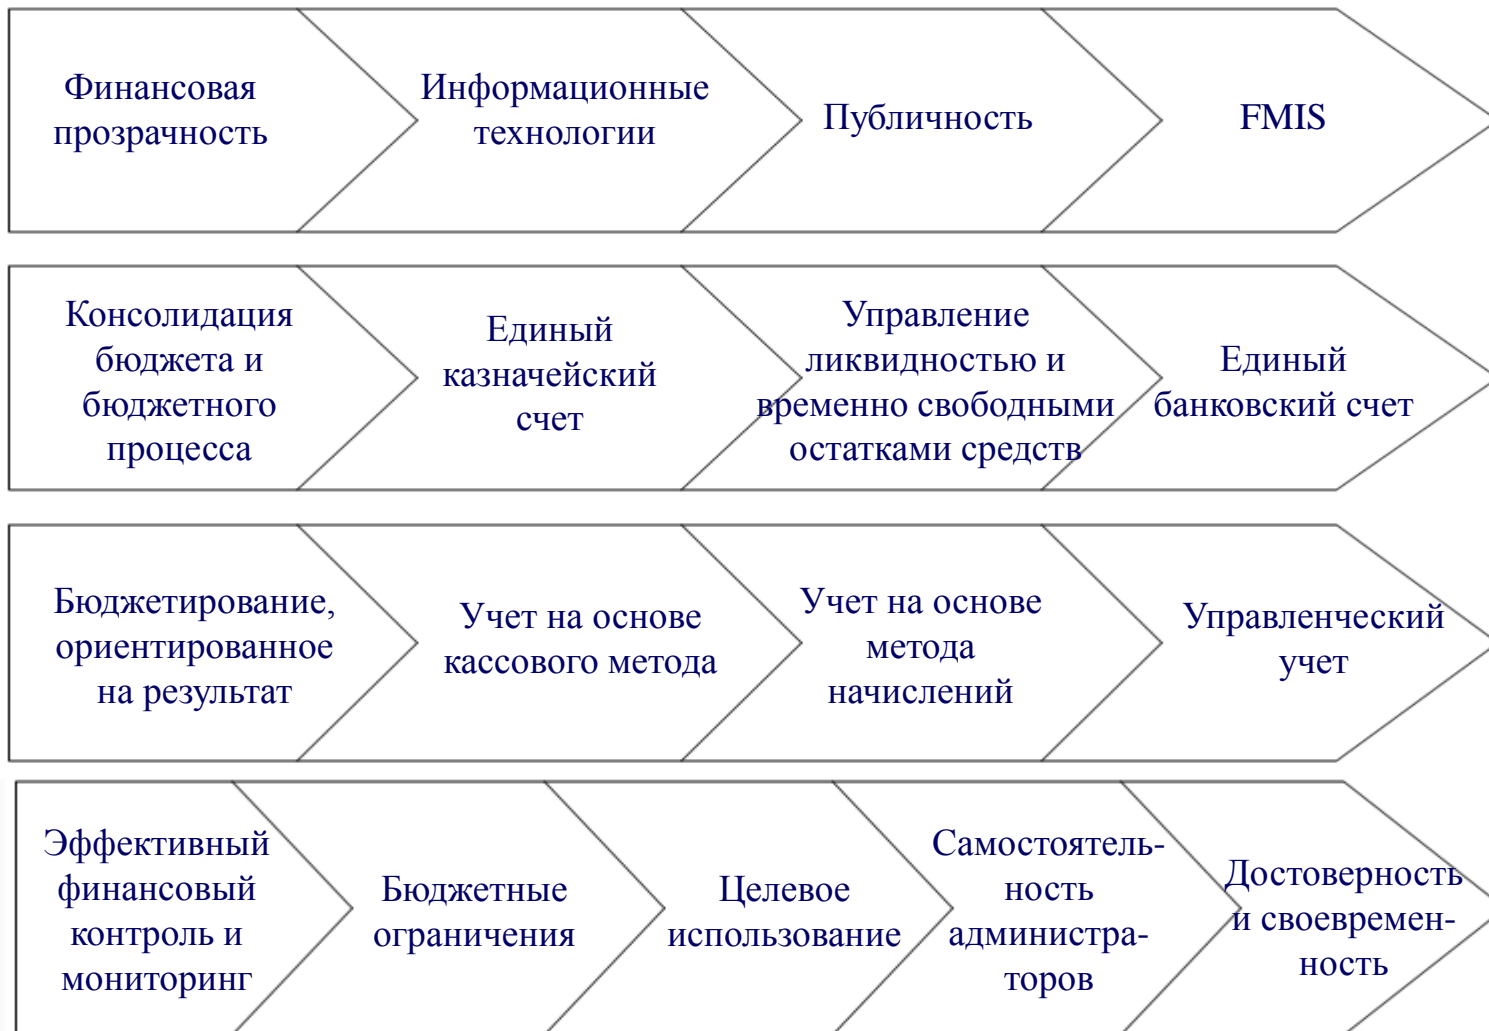 Финансовая
прозрачность
Информационные
технологии
Публичность
FMIS
Консолидация
бюджета и
бюджетного
процесса
Единый
казначейский
счет
Управление
ликвидностью и
временно свободными
остатками средств
Единый
банковский счет
Бюджетирование,
ориентированное
на результат
Учет на основе
кассового метода
Учет на основе
метода
начислений
Управленческий
учет
Эффективный
финансовый
контроль и
мониторинг
Бюджетные
ограничения
Целевое
использование
Самостоятель-
ность
администра-
торов
Достоверность
и своевремен-
ность